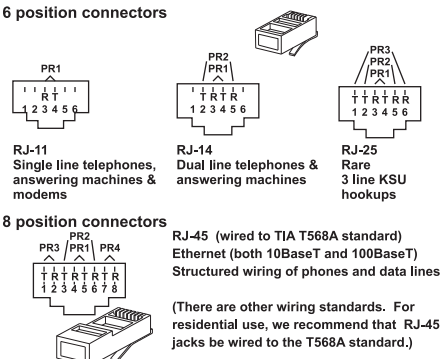 6 position connectors
PR1
R T
1 2 3 4 5 6
RJ-11
Single line telephones,
answering machines &
modems
PR2
PR1
T R T R
1 2 3 4 5 6
RJ-14
Dual line telephones &
answering machines
PR3
PR2
PR1
T T R T R R
1 2 3 4 5 6
RJ-25
Rare
3 line KSU
hookups
8 position connectors
PR2
PR3 PR1 PR4
T R T R T R T R
1 2 3 4 5 6 7 8
RJ-45 (wired to TIA T568A standard)
Ethernet (both 10BaseT and 100BaseT)
Structured wiring of phones and data lines
(There are other wiring standards. For
residential use, we recommend that RJ-45
jacks be wired to the T568A standard.)